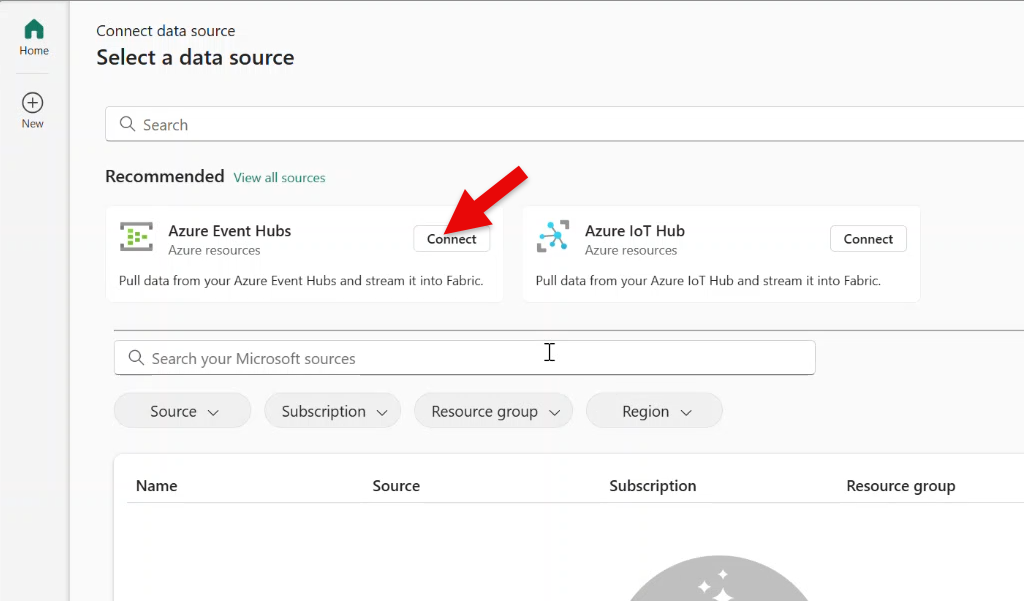 Home
New
Connect data source
Select a data source
Search
Recommended View all sources
Azure Event Hubs
Azure resources
Connect
Pull data from your Azure Event Hubs and stream it into Fabric.
Azure IoT Hub
Azure resources
Connect
Pull data from your Azure IoT Hub and stream it into Fabric.
Search your Microsoft sources
Source Subscription Resource group Region
Name Source Subscription Resource group